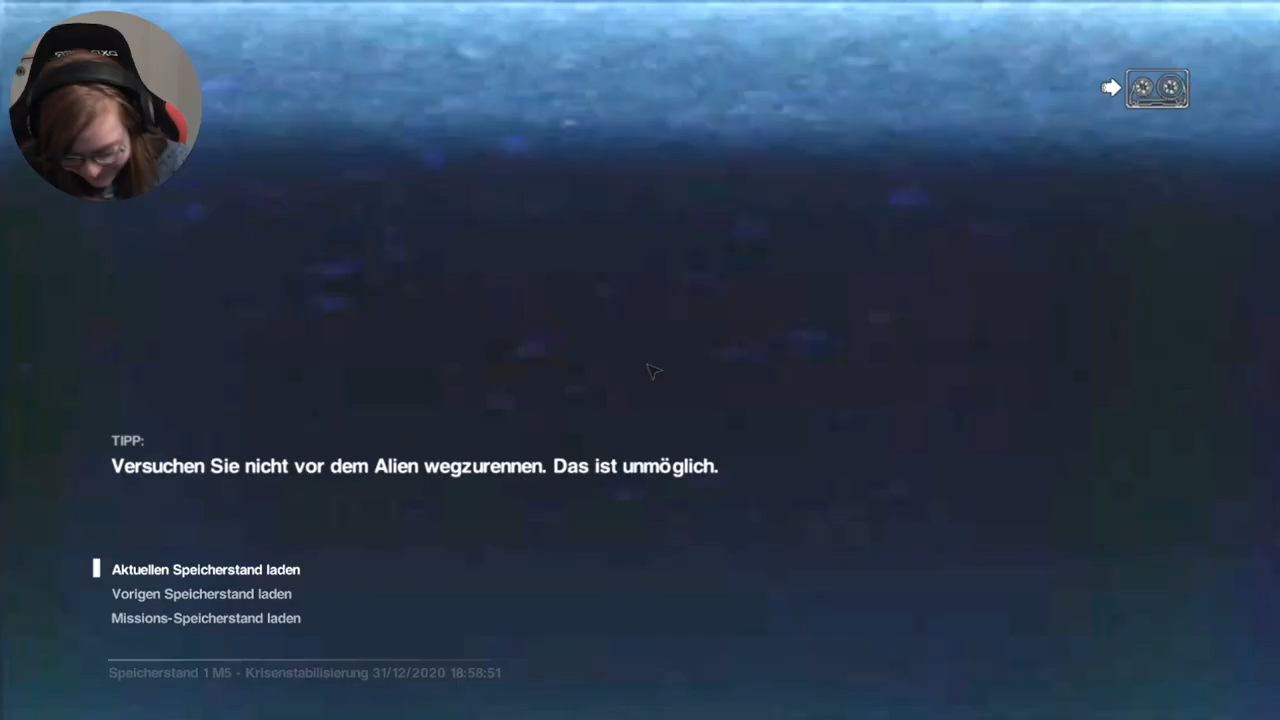 TIPP:
Versuchen Sie nicht vor dem Alien wegzurennen. Das ist unmöglich.
Aktuellen Speicherstand laden
Vorigen Speicherstand laden
Missions-Speicherstand laden
Speicherstand 1 M5 - Krisenstabilisierung 31/12/2020 18:58:51